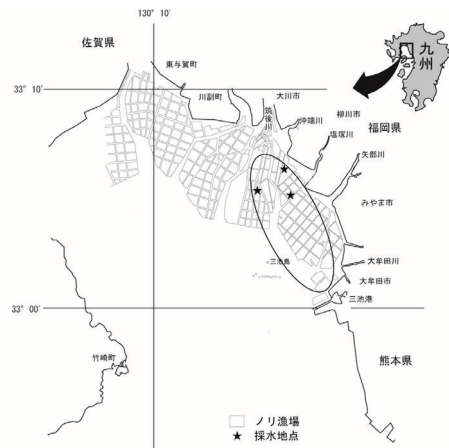 130° 10′
佐賀県
九州
東与賀町
33° 10′
川副町
大川市
筑後川
沖端川
柳川市
塩塚川
福岡県
矢部川
みやま市
三池島
大牟田川
大牟田市
三池港
33° 00′
竹崎町
熊本県
ノリ漁場
採水地点